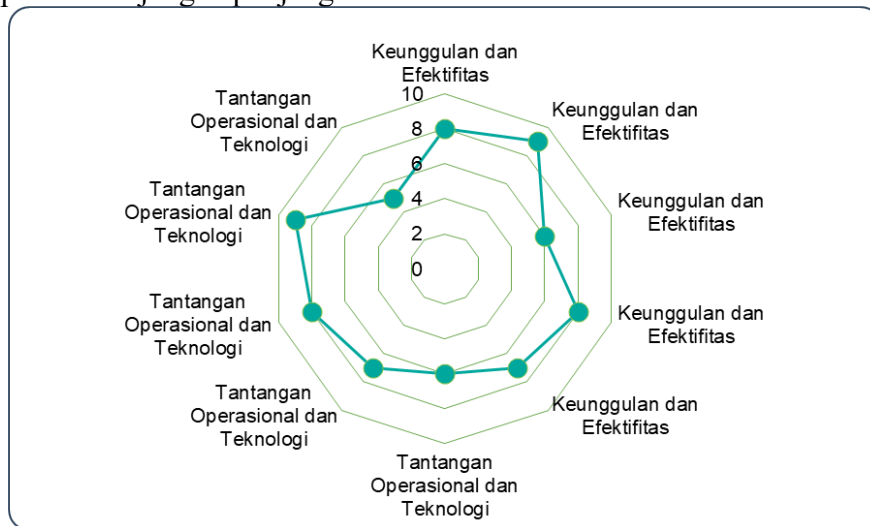 Keunggulan dan
Efektifitas
Keunggulan dan
Efektifitas
Keunggulan dan
Efektifitas
Keunggulan dan
Efektifitas
Keunggulan dan
Efektifitas
Tantangan
Operasional dan
Teknologi
Tantangan
Operasional dan
Teknologi
Tantangan
Operasional dan
Teknologi
Tantangan
Operasional dan
Teknologi
Tantangan
Operasional dan
Teknologi
10
8
6
4
2
0